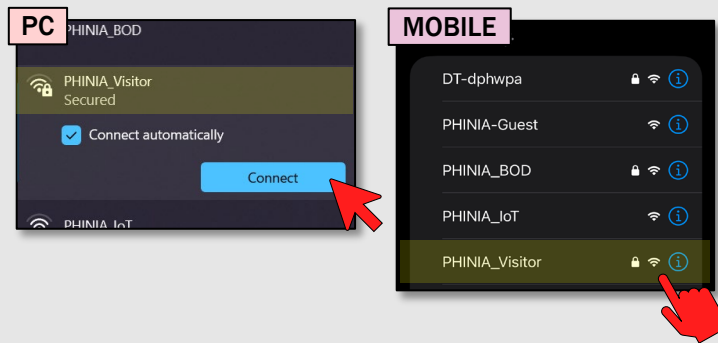 PC
PHINIA_BOD
PHINIA_Visitor
Secured
Connect automatically
Connect
PHINIA_IoT
MOBILE
DT-dphwpa
PHINIA-Guest
PHINIA_BOD
PHINIA_IoT
PHINIA_Visitor